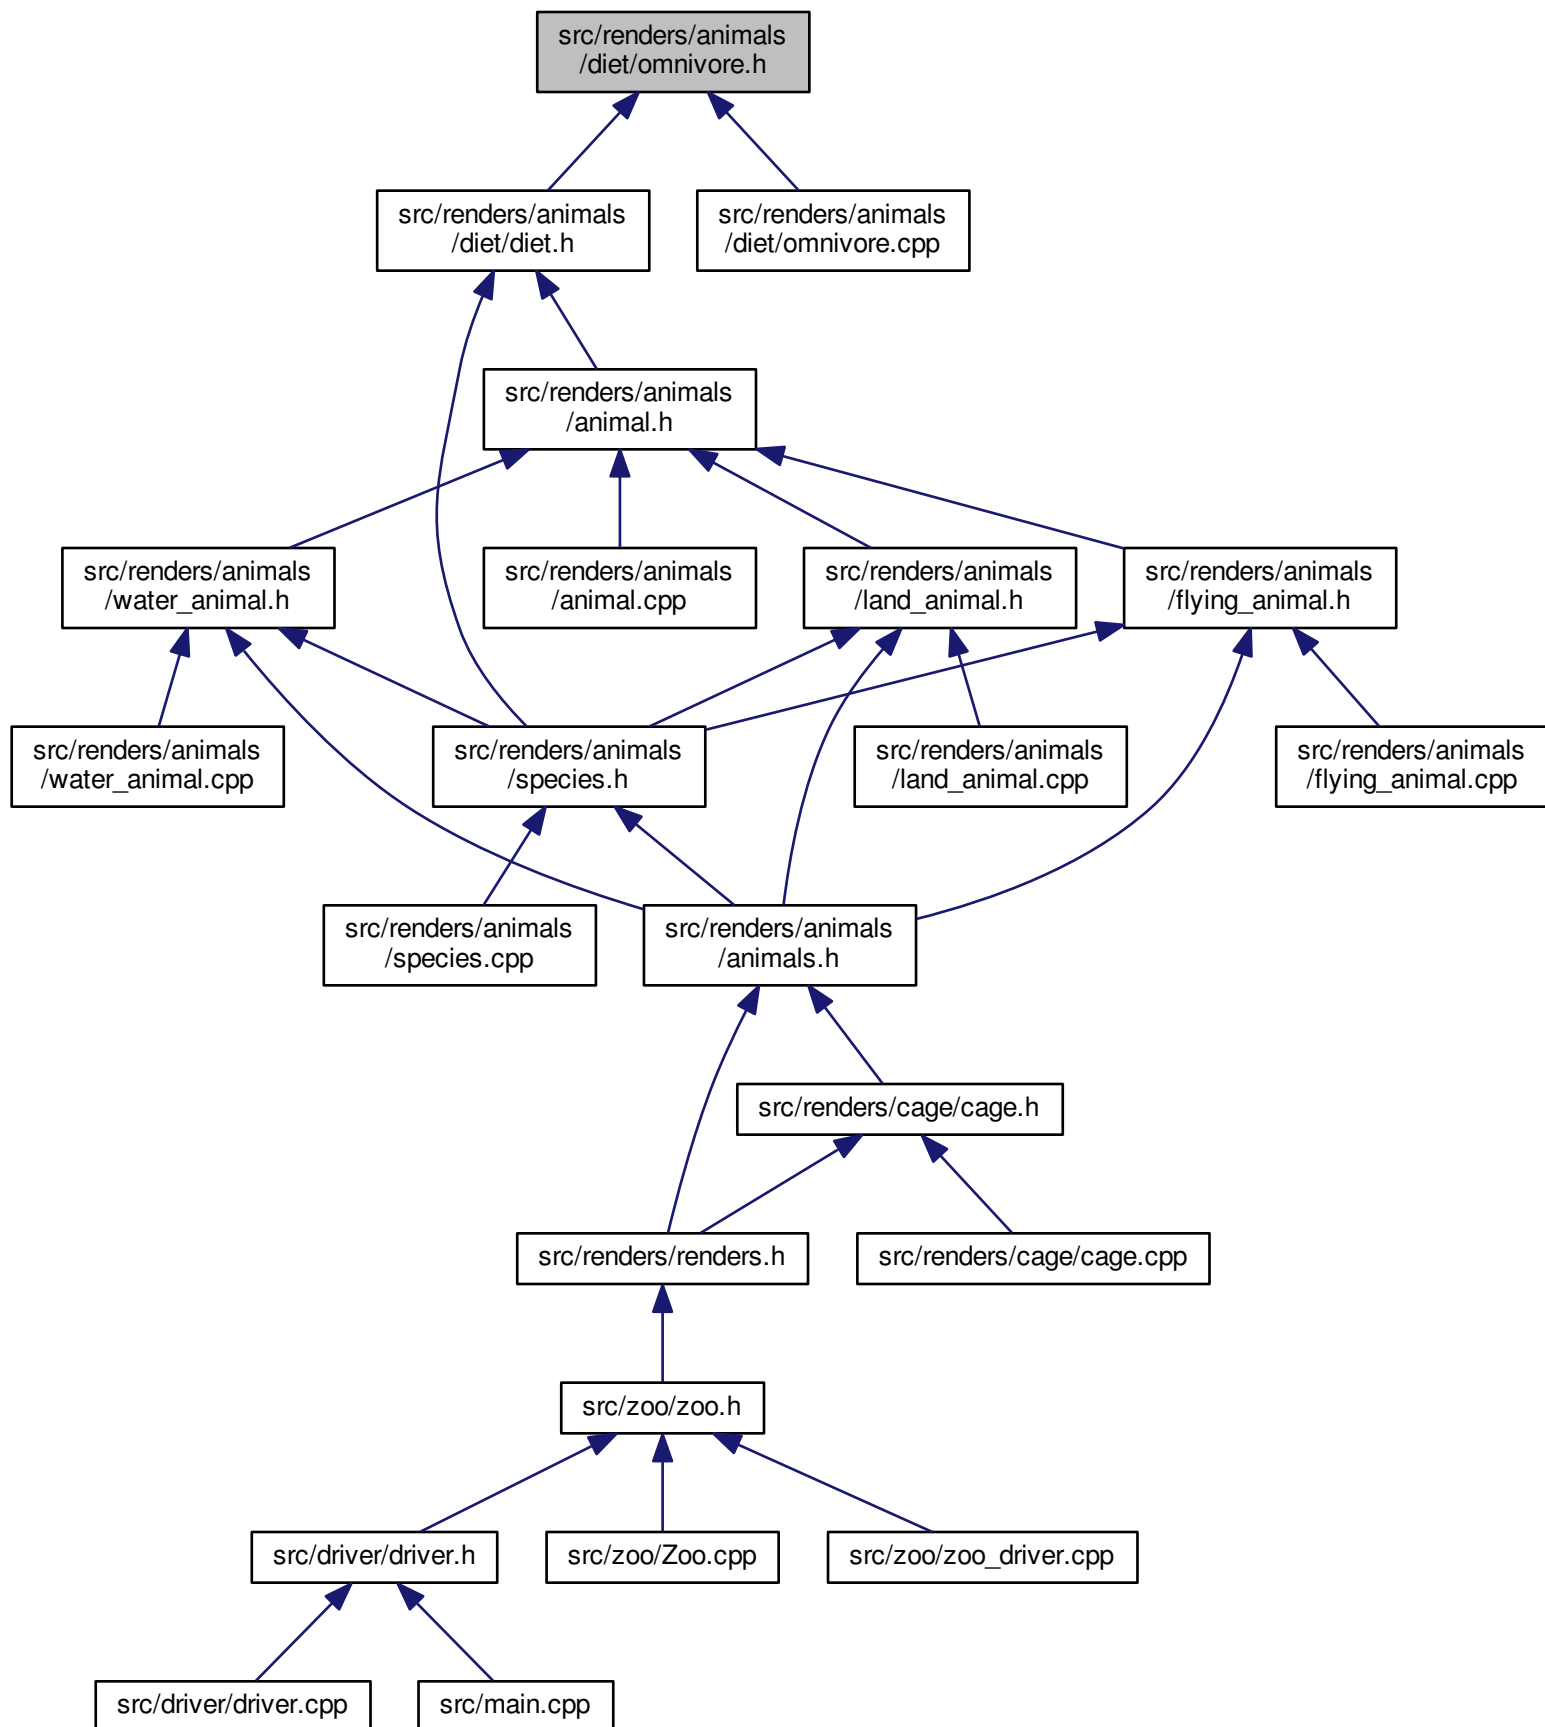 src/renders/animals
/diet/omnivore.h
src/renders/animals
/diet/diet.h
src/renders/animals
/diet/omnivore.cpp
src/renders/animals
/animal.h
src/renders/animals
/water_animal.h
src/renders/animals
/animal.cpp
src/renders/animals
/land_animal.h
src/renders/animals
/flying_animal.h
src/renders/animals
/water_animal.cpp
src/renders/animals
/species.h
src/renders/animals
/land_animal.cpp
src/renders/animals
/flying_animal.cpp
src/renders/animals
/species.cpp
src/renders/animals
/animals.h
src/renders/cage/cage.h
src/renders/renders.h
src/renders/cage/cage.cpp
src/zoo/zoo.h
src/driver/driver.h
src/zoo/Zoo.cpp
src/zoo/zoo_driver.cpp
src/driver/driver.cpp
src/main.cpp